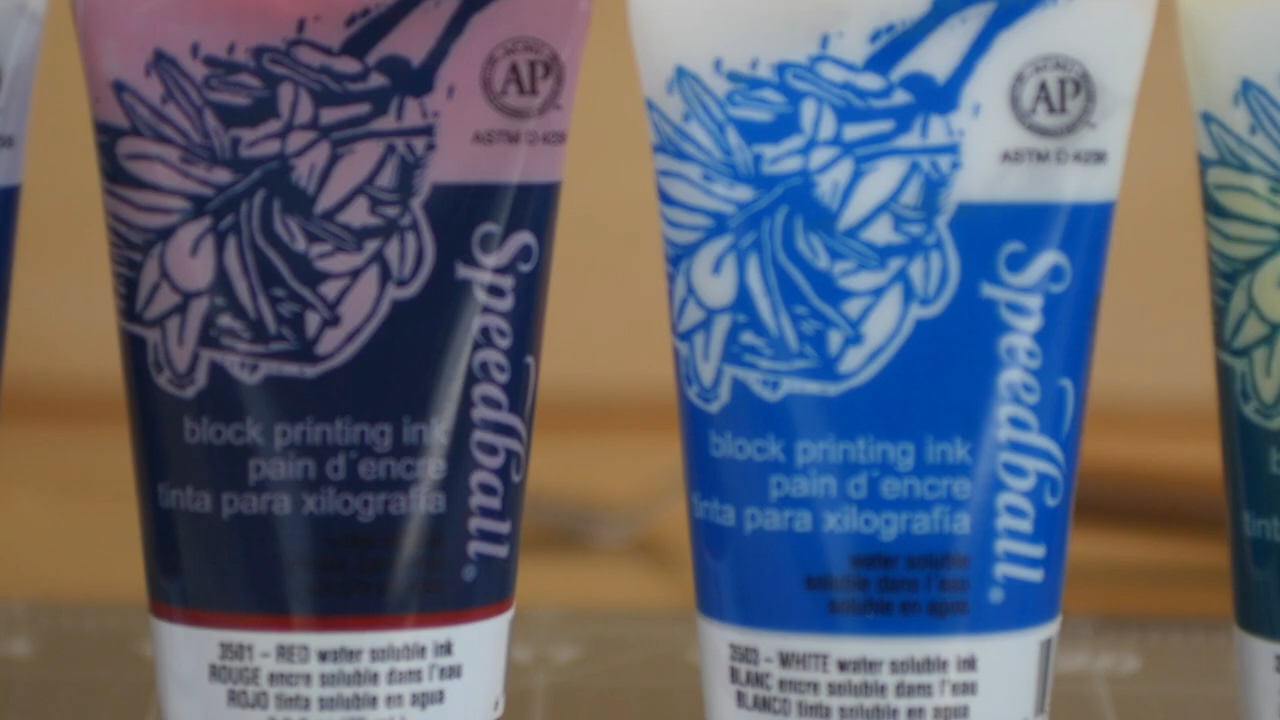 AP
ASTM D 4236
Speedball
block printing ink
pain d'encre
tinta para xilografía
3501 - RED water soluble ink
ROUGE encre soluble dans l'eau
ROJO tinta soluble en agua
AP
ASTM D 4236
Speedball®
block printing ink
pain d'encre
tinta para xilografía
water soluble
soluble dans l'eau
soluble en agua
3503 - WHITE water soluble ink
BLANC encre soluble dans l'eau
BLANCO tinta soluble en agua